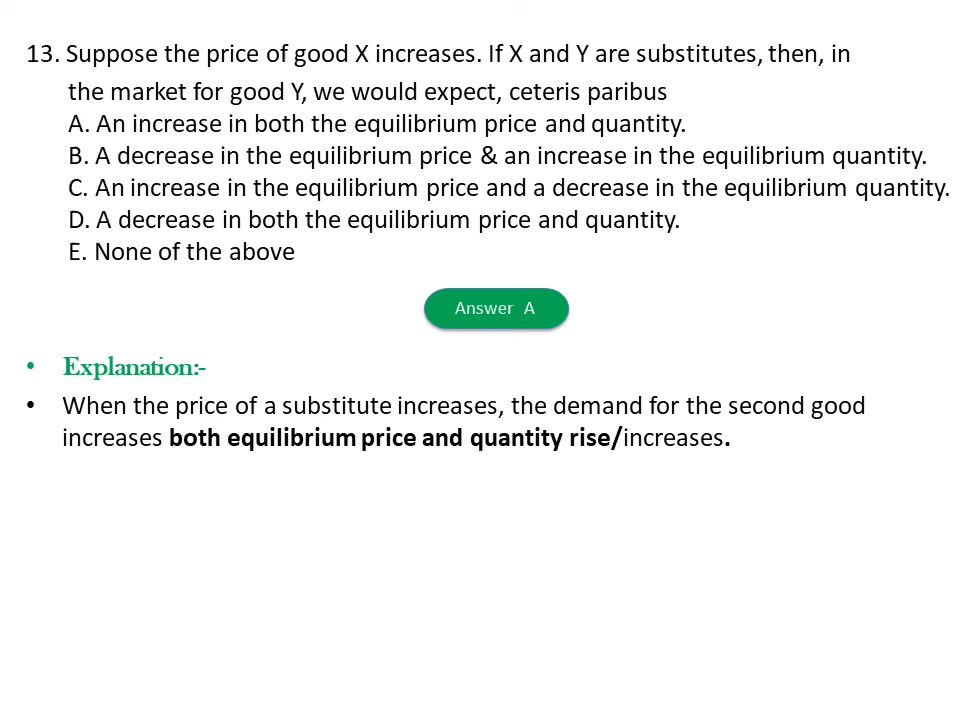 13. Suppose the price of good X increases. If X and Y are substitutes, then, in
the market for good Y, we would expect, ceteris paribus
A. An increase in both the equilibrium price and quantity.
B. A decrease in the equilibrium price & an increase in the equilibrium quantity.
C. An increase in the equilibrium price and a decrease in the equilibrium quantity.
D. A decrease in both the equilibrium price and quantity.
E. None of the above
Answer A
• Explanation:-
• When the price of a substitute increases, the demand for the second good
increases both equilibrium price and quantity rise/increases.